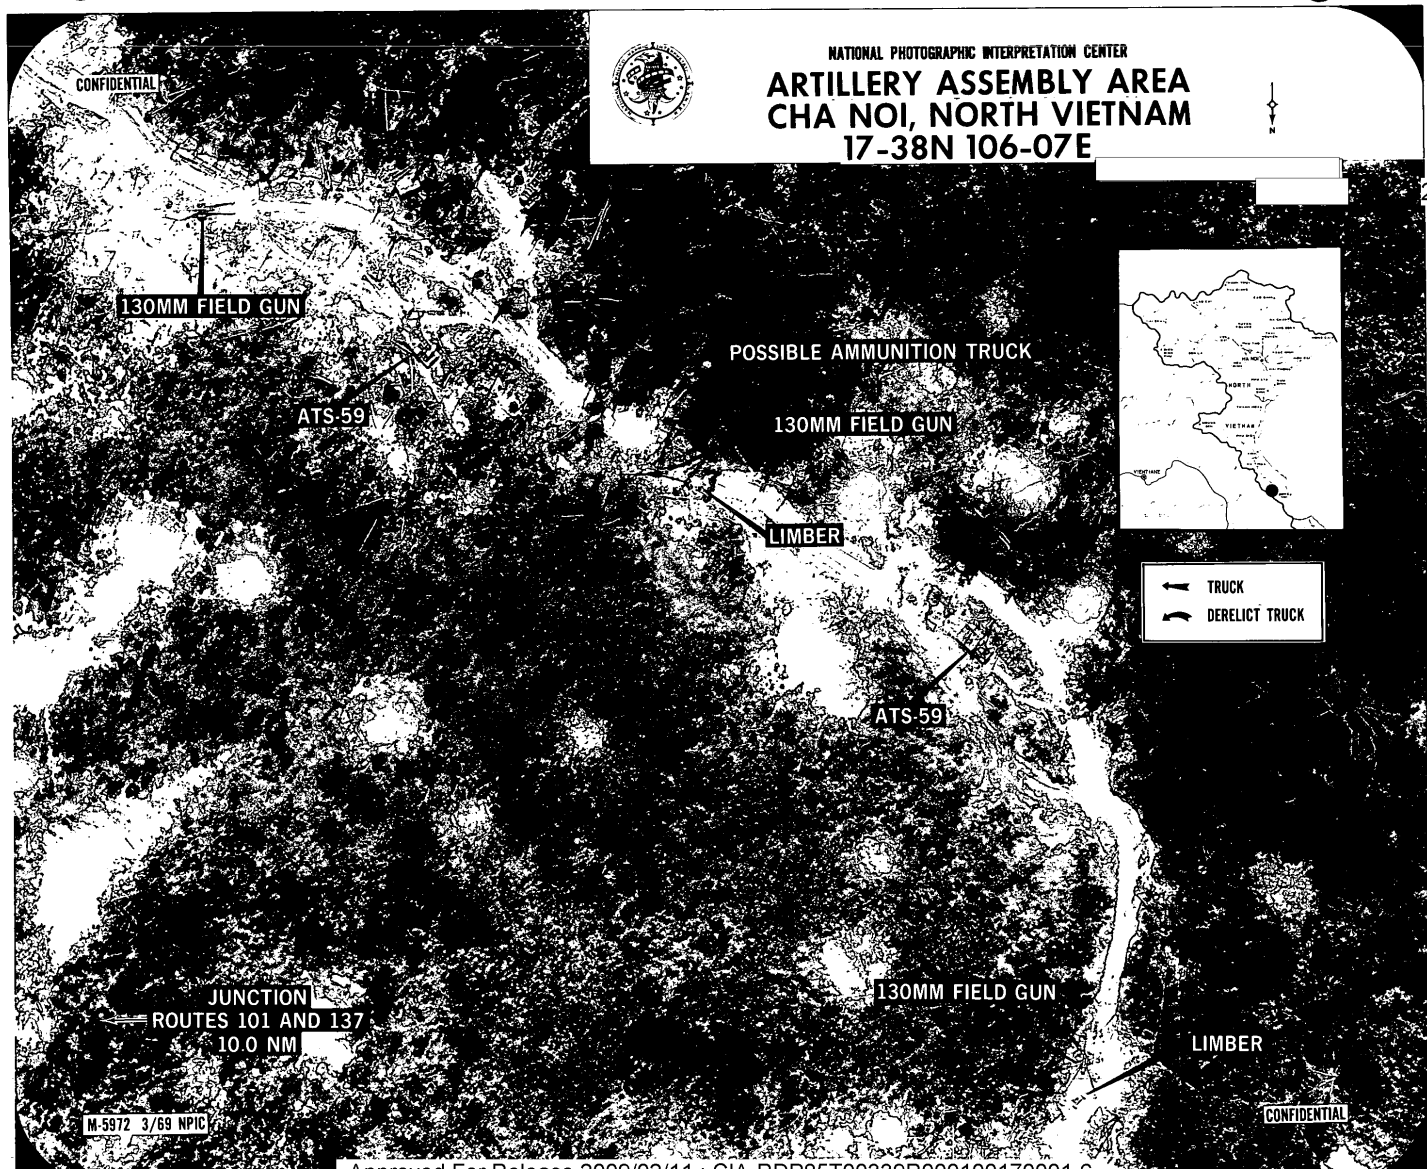 NATIONAL PHOTOGRAPHIC INTERPRETATION CENTER
ARTILLERY ASSEMBLY AREA
CHA NOI, NORTH VIETNAM
17-38N 106-07E
N
CONFIDENTIAL
130MM FIELD GUN
ATS-59
POSSIBLE AMMUNITION TRUCK
130MM FIELD GUN
LIMBER
NORTH
VIETNAM
VIENTIANE
TRUCK
DERELICT TRUCK
ATS-59
JUNCTION
ROUTES 101 AND 137
10.0 NM
130MM FIELD GUN
LIMBER
M-5972 3/69 NPIC
CONFIDENTIAL